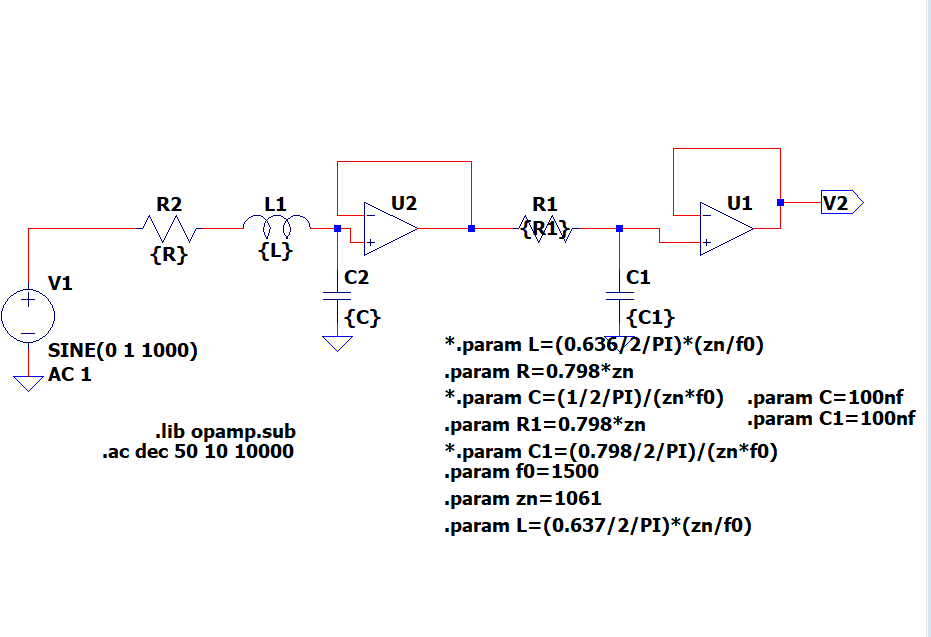 R2
{R}
L1
{L}
U2
R1
{R1}
U1
V2
V1
SINE(0 1 1000)
AC 1
C2
{C}
C1
{C1}
*.param L=(0.636/2/PI)*(zn/f0)
.param R=0.798*zn
*.param C=(1/2/PI)/(zn*f0)
.param C=100nf
.param R1=0.798*zn
.param C1=100nf
*.param C1=(0.798/2/PI)/(zn*f0)
.param f0=1500
.param zn=1061
.param L=(0.637/2/PI)*(zn/f0)
.lib opamp.sub
.ac dec 50 10 10000